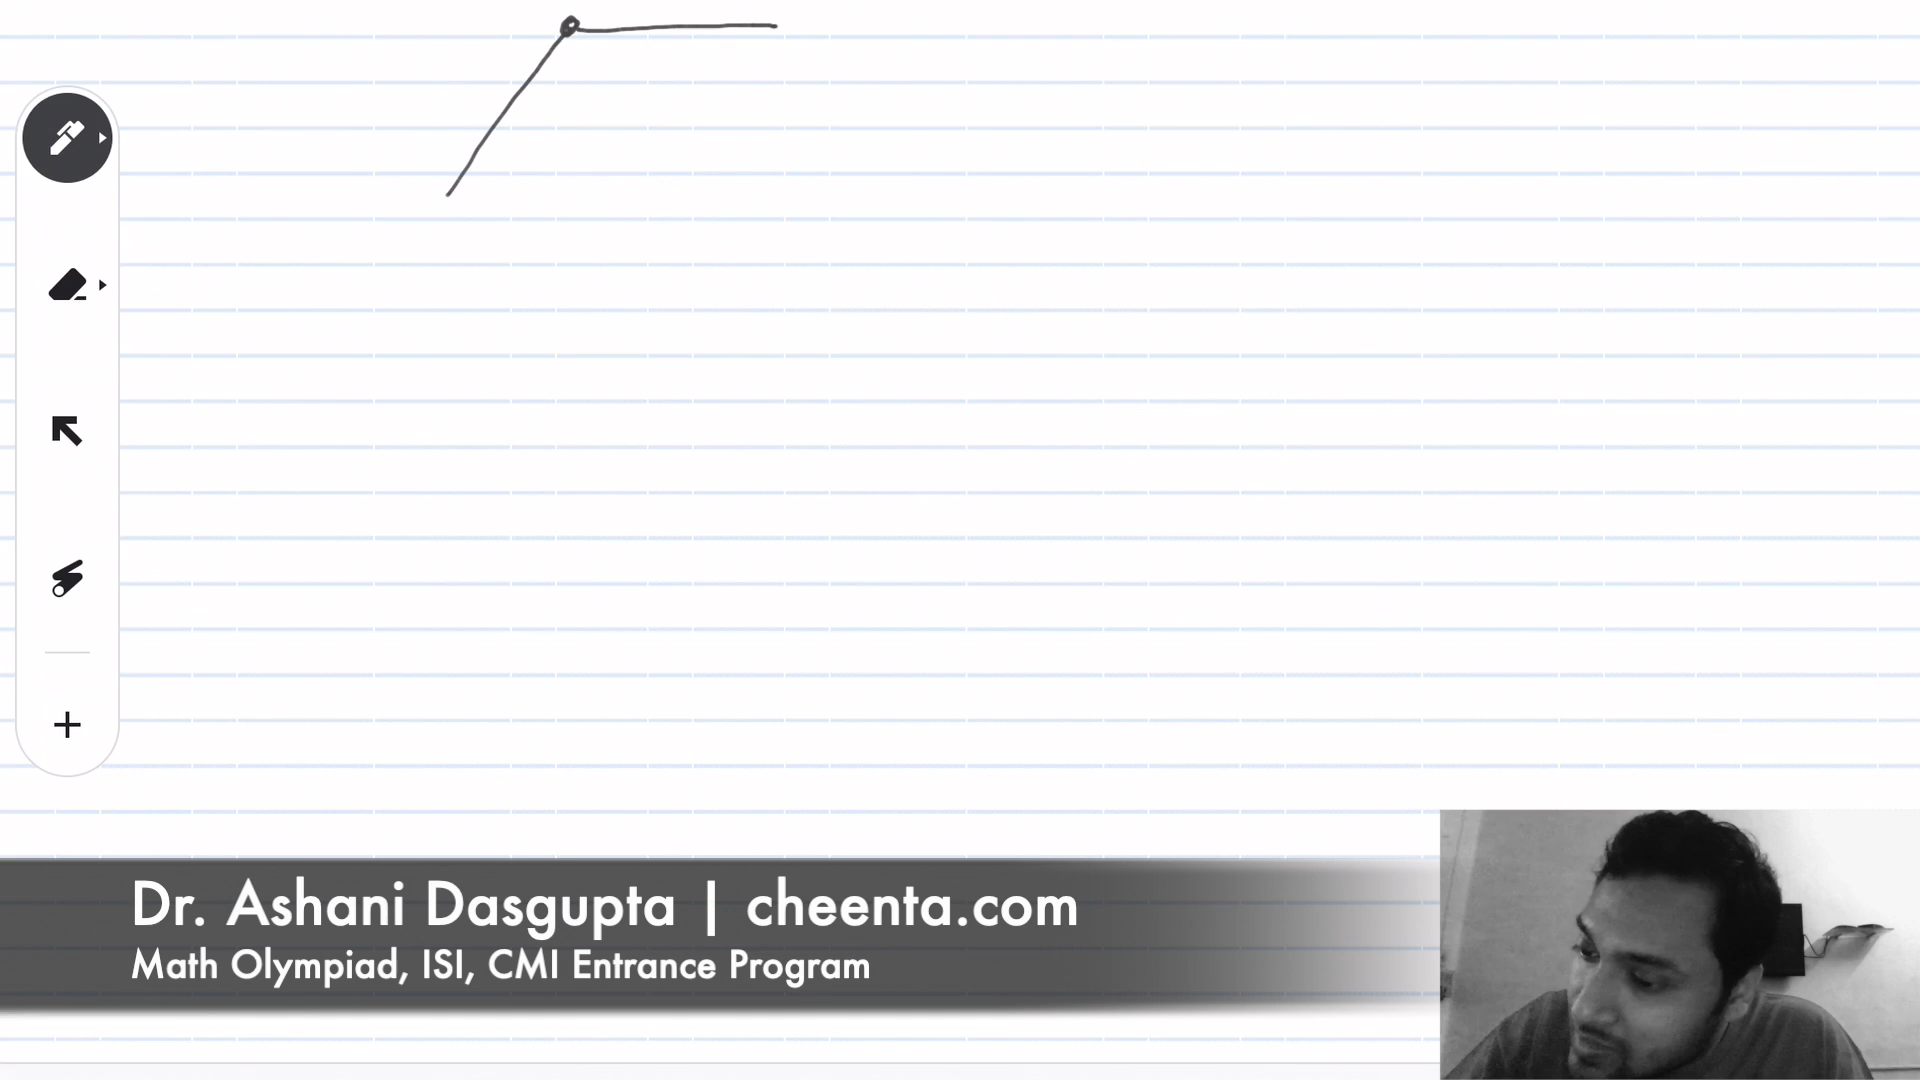 Dr. Ashani Dasgupta | cheenta.com
Math Olympiad, ISI, CMI Entrance Program